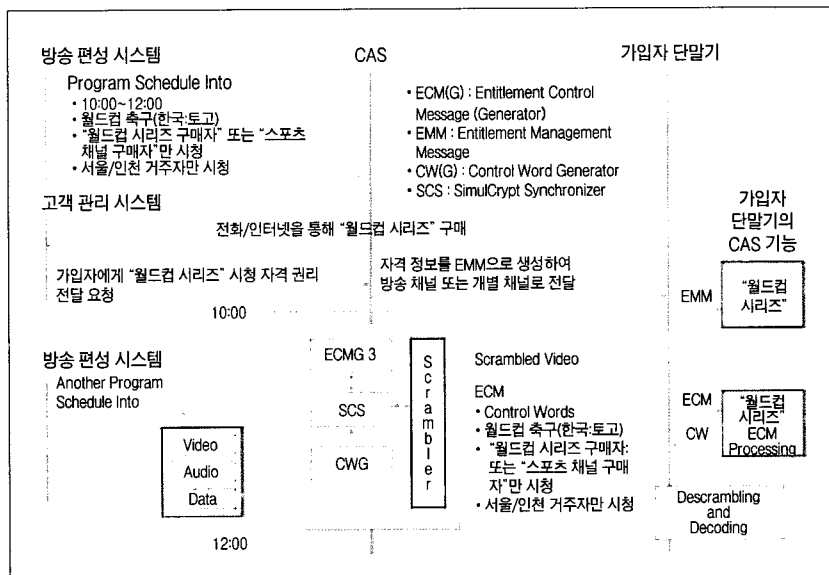 방송 편성 시스템
CAS
가입자 단말기
Program Schedule Into
• 10:00~12:00
• 월드컵 축구(한국:토고)
• "월드컵 시리즈 구매자" 또는 "스포츠
채널 구매자"만 시청
• 서울/인천 거주자만 시청
• ECM(G) : Entitlement Control
Message (Generator)
• EMM : Entitlement Management
Message
• CW(G) : Control Word Generator
• SCS : SimulCrypt Synchronizer
고객 관리 시스템
전화/인터넷을 통해 "월드컵 시리즈" 구매
가입자
단말기의
CAS 기능
가입자에게 "월드컵 시리즈" 시청 자격 권리
전달 요청
자격 정보를 EMM으로 생성하여
방송 채널 또는 개별 채널로 전달
EMM
"월드컵
시리즈"
10:00
방송 편성 시스템
Another Program
Schedule Into
Video
Audio
Data
12:00
ECMG 3
SCS
CWG
Scrambler
Scrambled Video
ECM
• Control Words
• 월드컵 축구(한국:토고)
• "월드컵 시리즈 구매자:
또는 "스포츠 채널 구매
자"만 시청
• 서울/인천 거주자만 시청
ECM
CW
"월드컵
시리즈"
ECM
Processing
Descrambling
and
Decoding